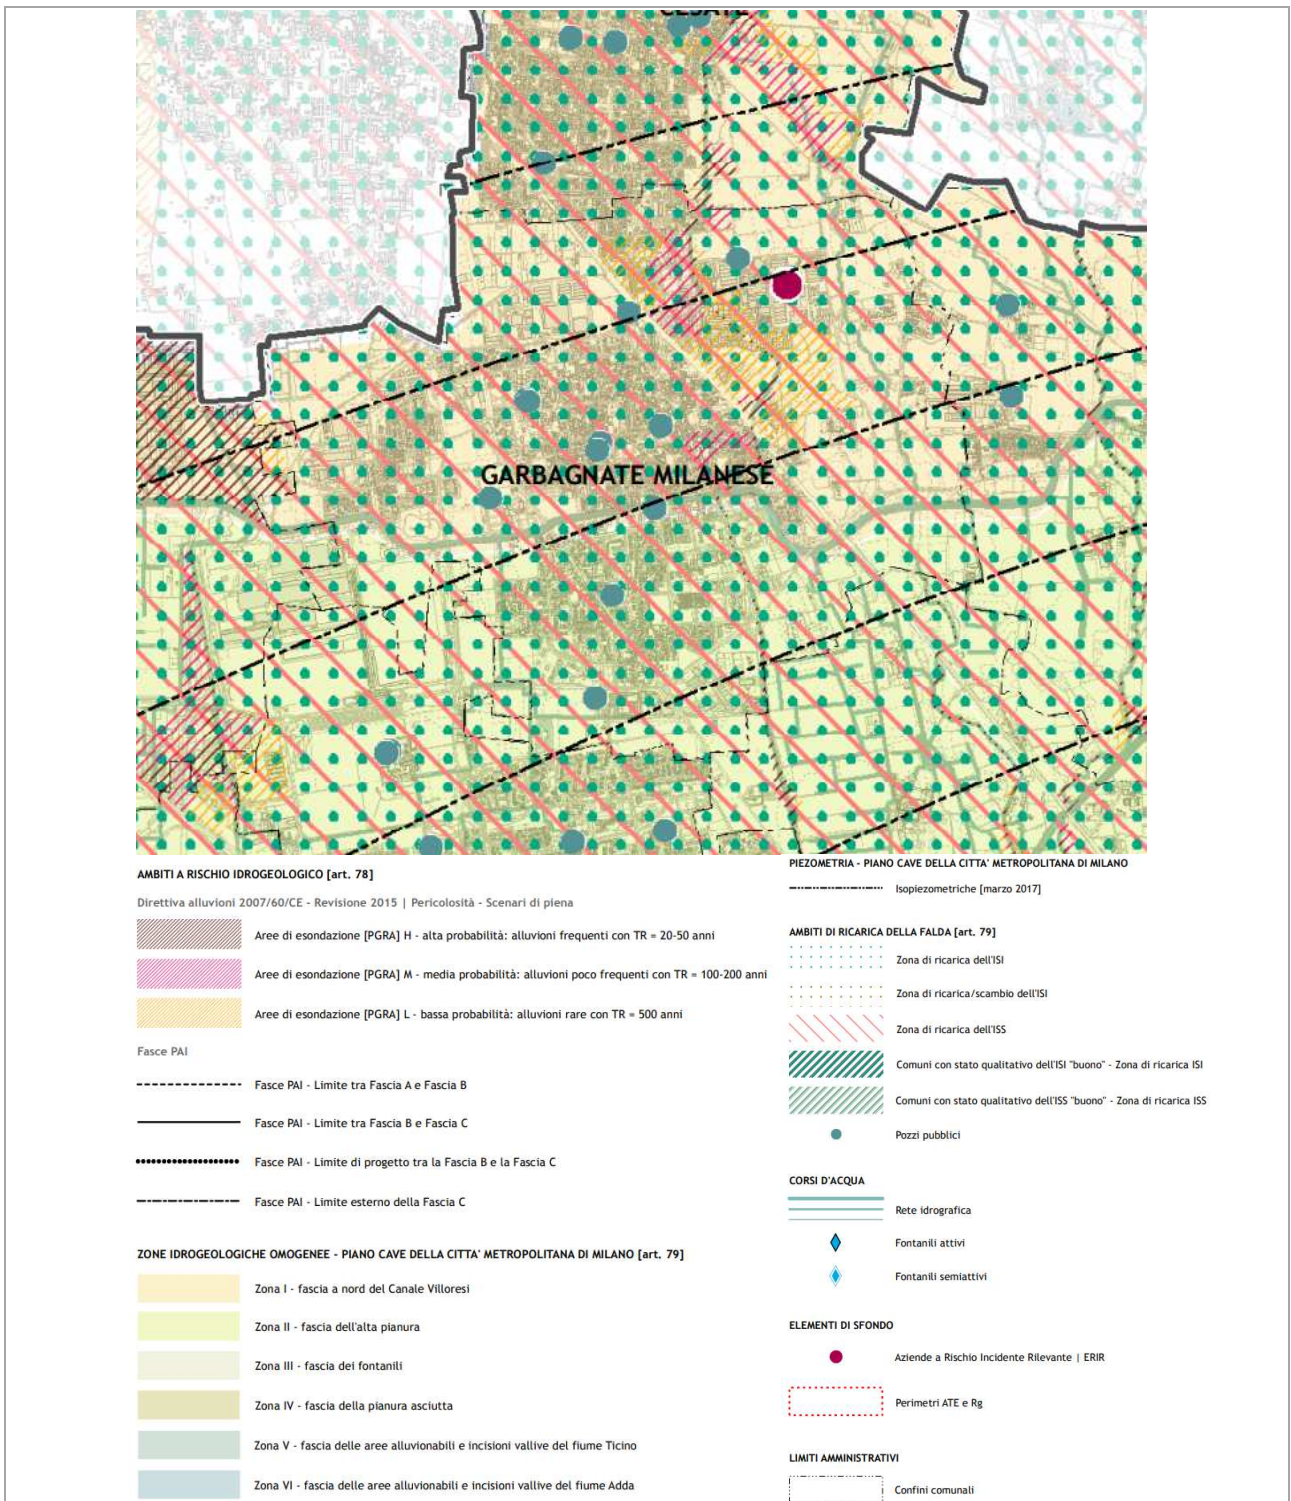 CESATE
GARBAGNATE MILANESE
AMBITI A RISCHIO IDROGEOLOGICO [art. 78]
Direttiva alluvioni 2007/60/CE - Revisione 2015 | Pericolosità - Scenari di piena
Aree di esondazione [PGRA] H - alta probabilità: alluvioni frequenti con TR = 20-50 anni
Aree di esondazione [PGRA] M - media probabilità: alluvioni poco frequenti con TR = 100-200 anni
Aree di esondazione [PGRA] L - bassa probabilità: alluvioni rare con TR = 500 anni
Fasce PAI
Fasce PAI - Limite tra Fascia A e Fascia B
Fasce PAI - Limite tra Fascia B e Fascia C
Fasce PAI - Limite di progetto tra la Fascia B e la Fascia C
Fasce PAI - Limite esterno della Fascia C
ZONE IDROGEOLOGICHE OMOGENEE - PIANO CAVE DELLA CITTA' METROPOLITANA DI MILANO [art. 79]
Zona I - fascia a nord del Canale Villoresi
Zona II - fascia dell'alta pianura
Zona III - fascia dei fontanili
Zona IV - fascia della pianura asciutta
Zona V - fascia delle aree alluvionabili e incisioni vallive del fiume Ticino
Zona VI - fascia delle aree alluvionabili e incisioni vallive del fiume Adda
PIEZOMETRIA - PIANO CAVE DELLA CITTA' METROPOLITANA DI MILANO
Isopiezometriche [marzo 2017]
AMBITI DI RICARICA DELLA FALDA [art. 79]
Zona di ricarica dell'ISI
Zona di ricarica/scambio dell'ISI
Zona di ricarica dell'ISS
Comuni con stato qualitativo dell'ISI "buono" - Zona di ricarica ISI
Comuni con stato qualitativo dell'ISS "buono" - Zona di ricarica ISS
Pozzi pubblici
CORSI D'ACQUA
Rete idrografica
Fontanili attivi
Fontanili semiattivi
ELEMENTI DI SFONDO
Aziende a Rischio Incidente Rilevante | ERIR
Perimetri ATE e Rg
LIMITI AMMINISTRATIVI
Confini comunali